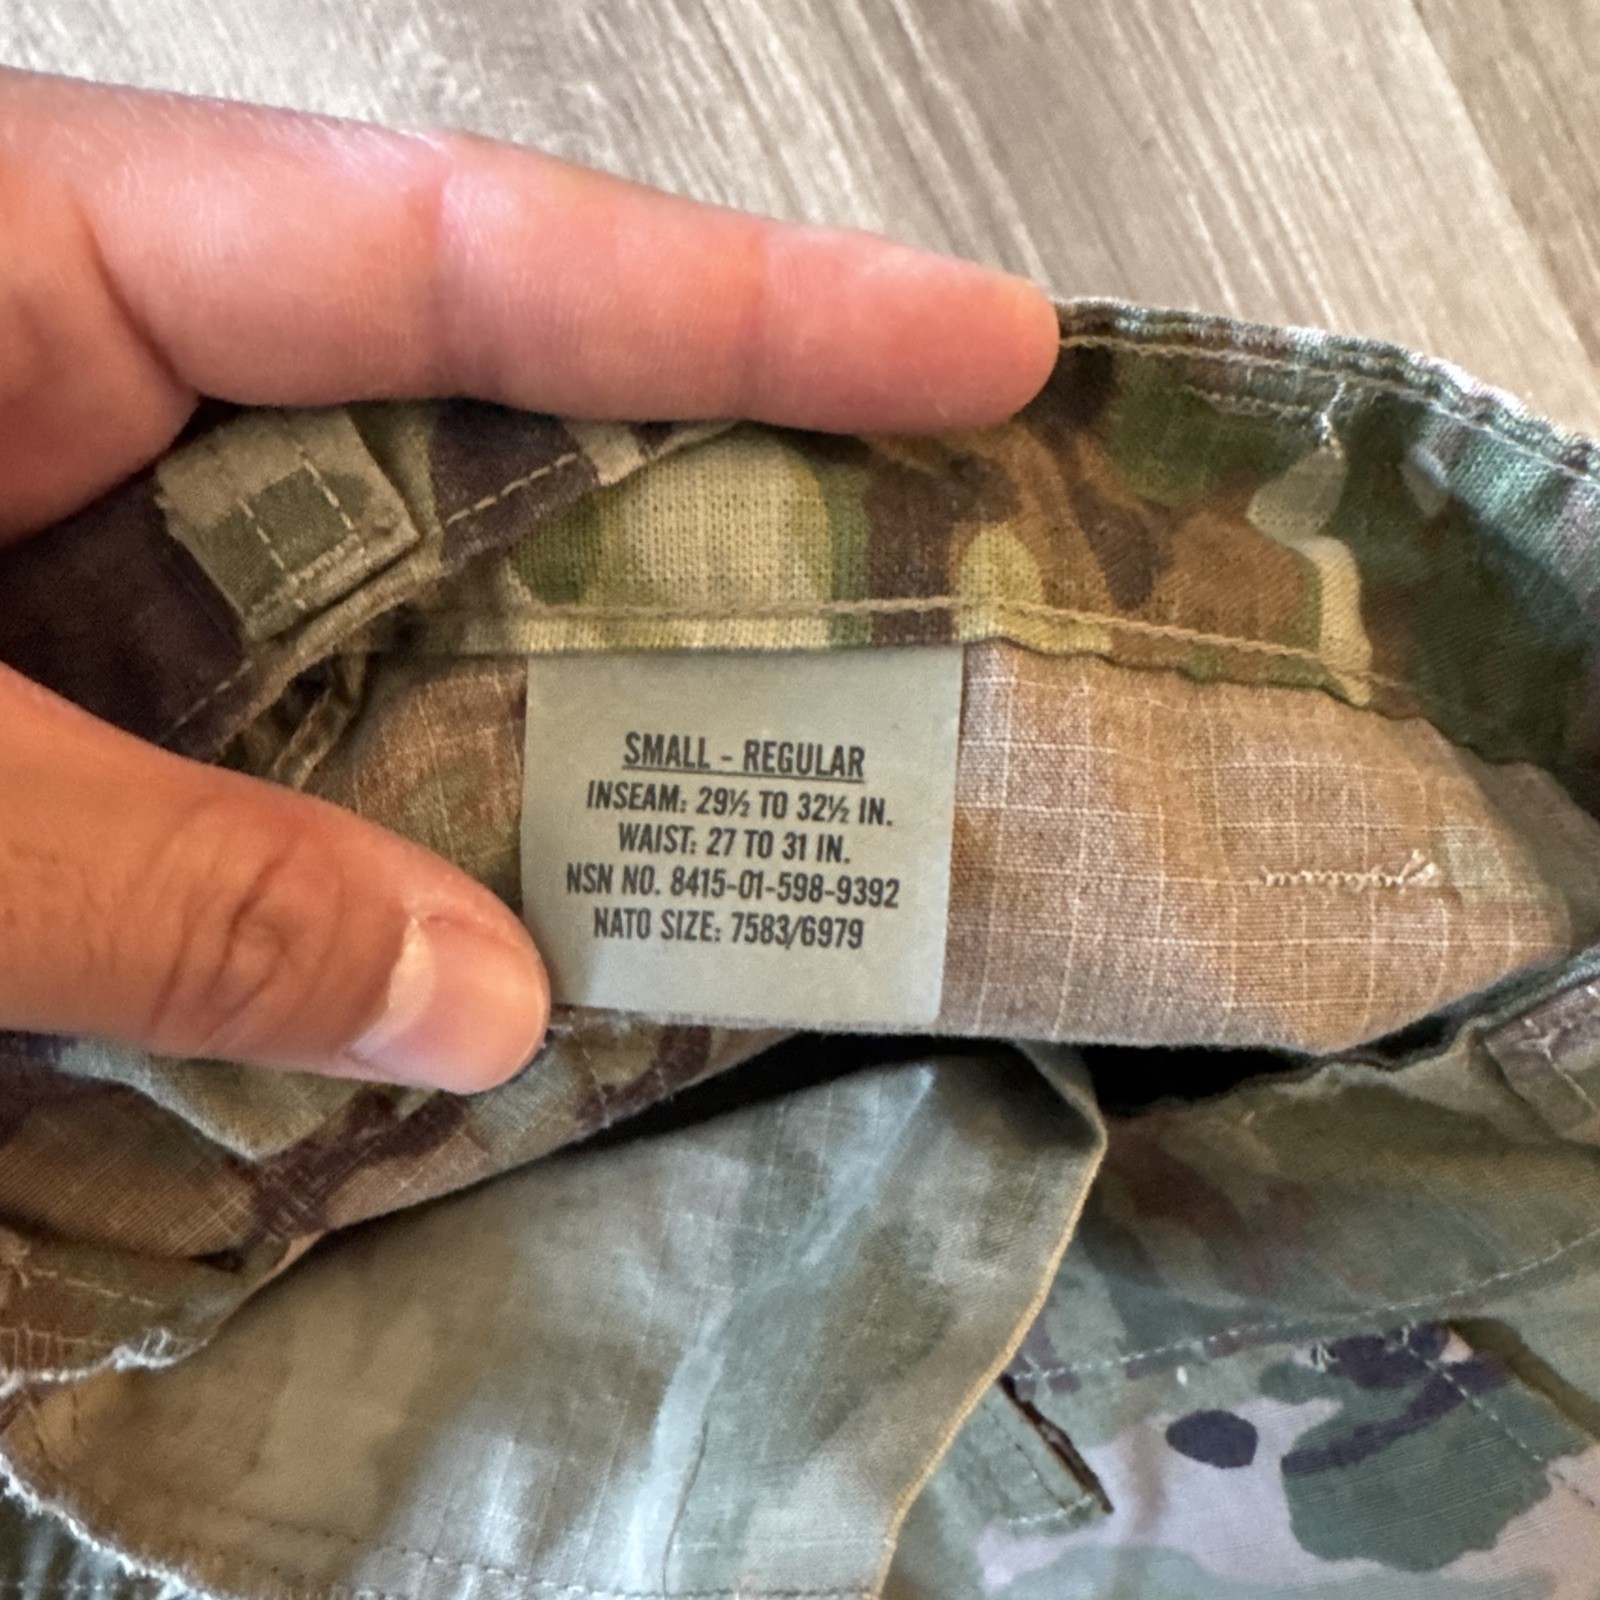 SMALL - REGULAR
INSEAM: 29½ TO 32½ IN.
WAIST: 27 TO 31 IN.
NSN NO. 8415-01-598-9392
NATO SIZE: 7583/6979